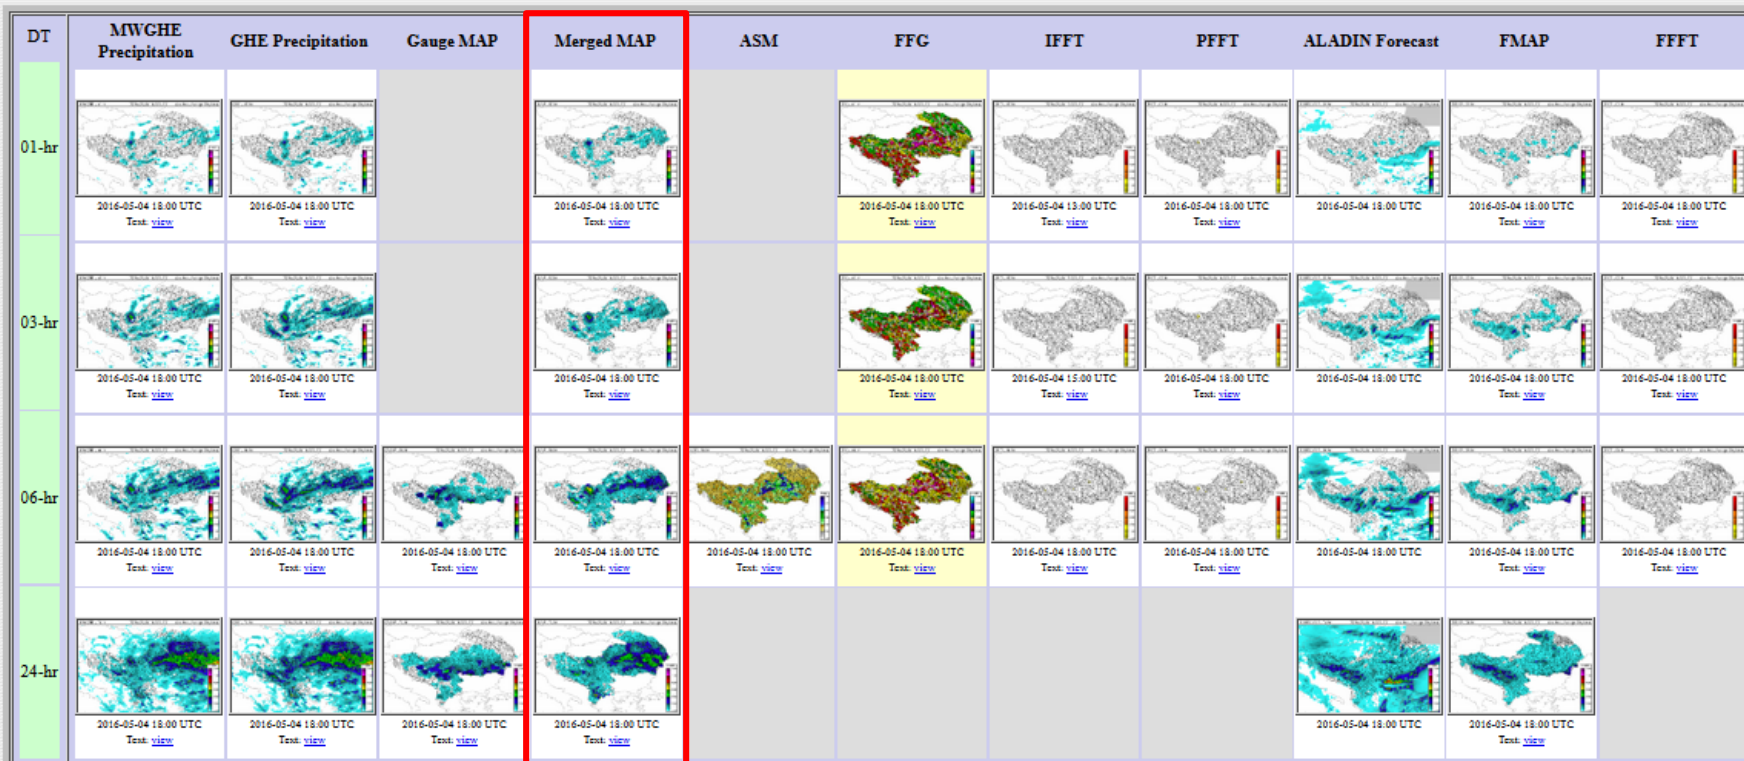 DT MWGHE Precipitation GHE Precipitation Gauge MAP Merged MAP ASM FFG IFFT PFFT ALADIN Forecast FMAP FFFT
01-hr
2016-05-04 18:00 UTC 2016-05-04 18:00 UTC 2016-05-04 18:00 UTC 2016-05-04 18:00 UTC 2016-05-04 13:00 UTC 2016-05-04 18:00 UTC 2016-05-04 18:00 UTC 2016-05-04 18:00 UTC 2016-05-04 18:00 UTC
Text: view Text: view Text: view Text: view Text: view Text: view Text: view Text: view
03-hr
2016-05-04 18:00 UTC 2016-05-04 18:00 UTC 2016-05-04 18:00 UTC 2016-05-04 18:00 UTC 2016-05-04 15:00 UTC 2016-05-04 18:00 UTC 2016-05-04 18:00 UTC 2016-05-04 18:00 UTC 2016-05-04 18:00 UTC
Text: view Text: view Text: view Text: view Text: view Text: view Text: view Text: view
06-hr
2016-05-04 18:00 UTC 2016-05-04 18:00 UTC 2016-05-04 18:00 UTC 2016-05-04 18:00 UTC 2016-05-04 18:00 UTC 2016-05-04 18:00 UTC 2016-05-04 18:00 UTC 2016-05-04 18:00 UTC 2016-05-04 18:00 UTC 2016-05-04 18:00 UTC 2016-05-04 18:00 UTC
Text: view Text: view Text: view Text: view Text: view Text: view Text: view Text: view Text: view Text: view
24-hr
2016-05-04 18:00 UTC 2016-05-04 18:00 UTC 2016-05-04 18:00 UTC 2016-05-04 18:00 UTC 2016-05-04 18:00 UTC 2016-05-04 18:00 UTC
Text: view Text: view Text: view Text: view Text: view